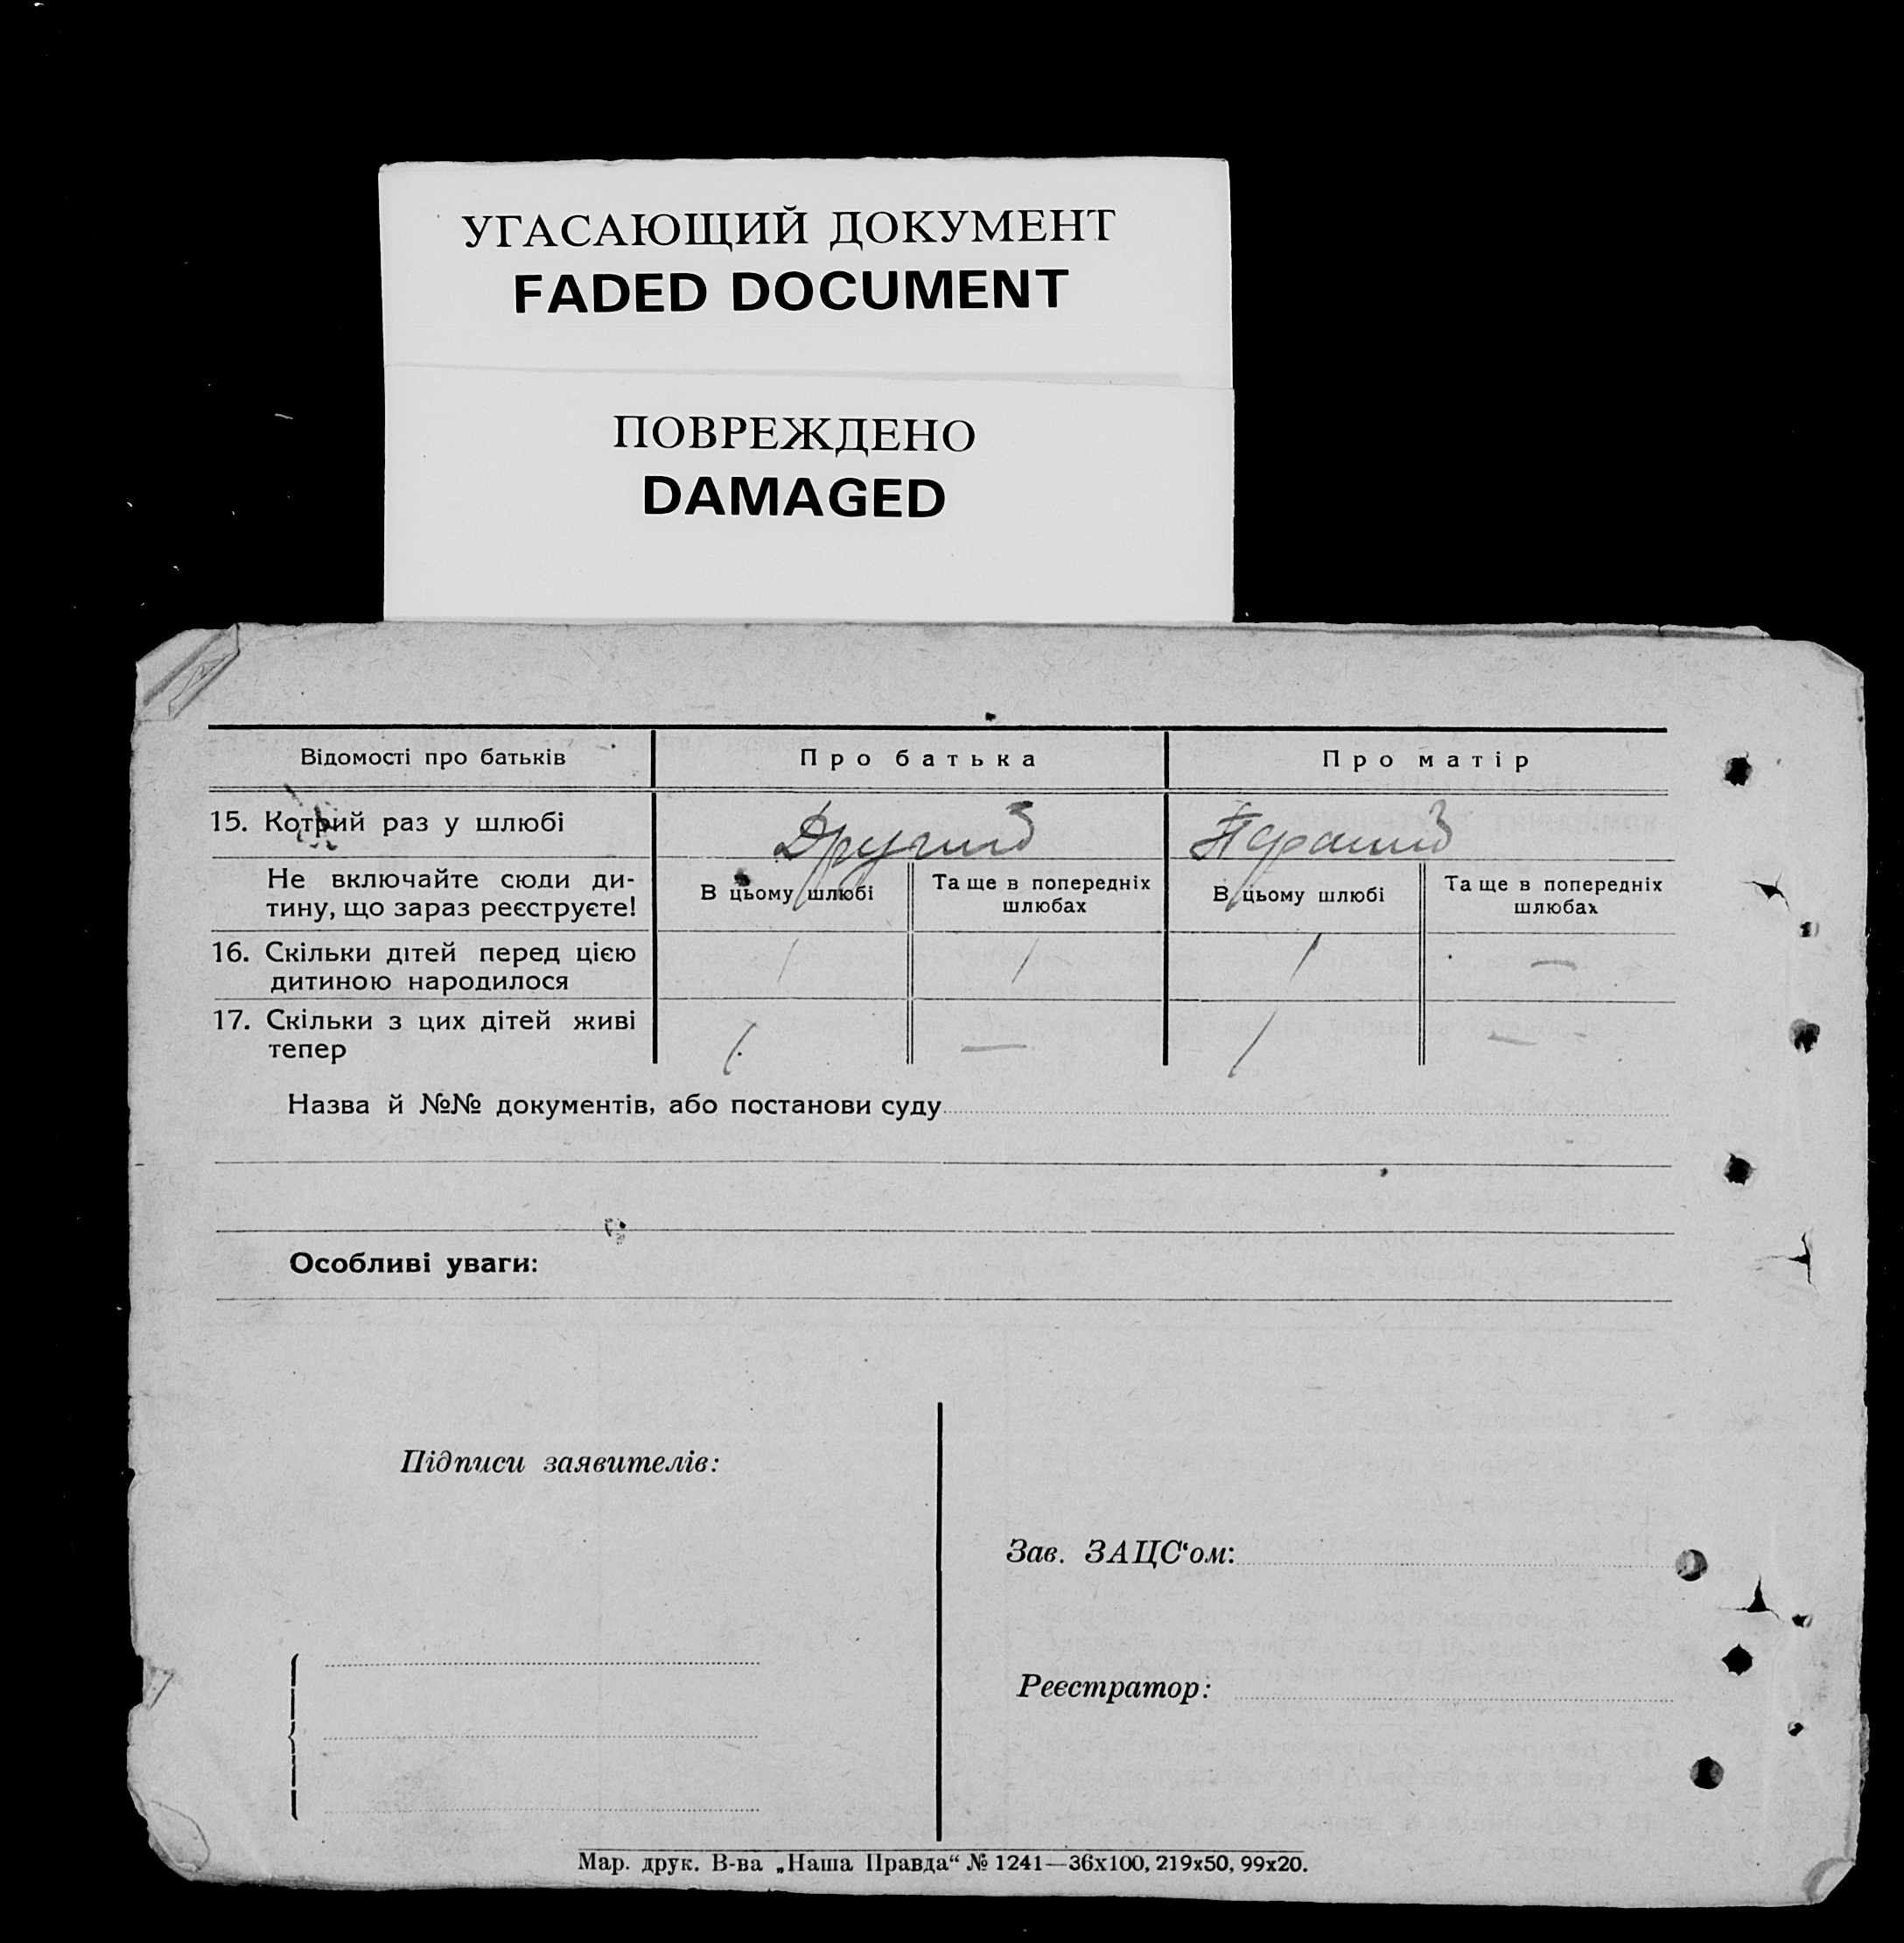 УГАСАЮЩИЙ ДОКУМЕНТ
FADED DOCUMENT
ПОВРЕЖДЕНО
DAMAGED
Відомості про батьків
Про батька
Про матір
15. Котрий раз у шлюбі
Другий
Перший
Не включайте сюди ди-
тину, що зараз реєструєте!
В цьому шлюбі
Та ще в попередніх
шлюбах
В цьому шлюбі
Та ще в попередніх
шлюбах
16. Скільки дітей перед цією
дитиною народилося
1
1
1
—
17. Скільки з цих дітей живі
тепер
1
—
1
—
Назва й №№ документів, або постанови суду
Особливі уваги:
Підписи заявителів:
Зав. ЗАЦС‘ом:
Реєстратор:
Мар. друк. В-ва „Наша Правда“ № 1241—36х100, 219х50, 99х20.